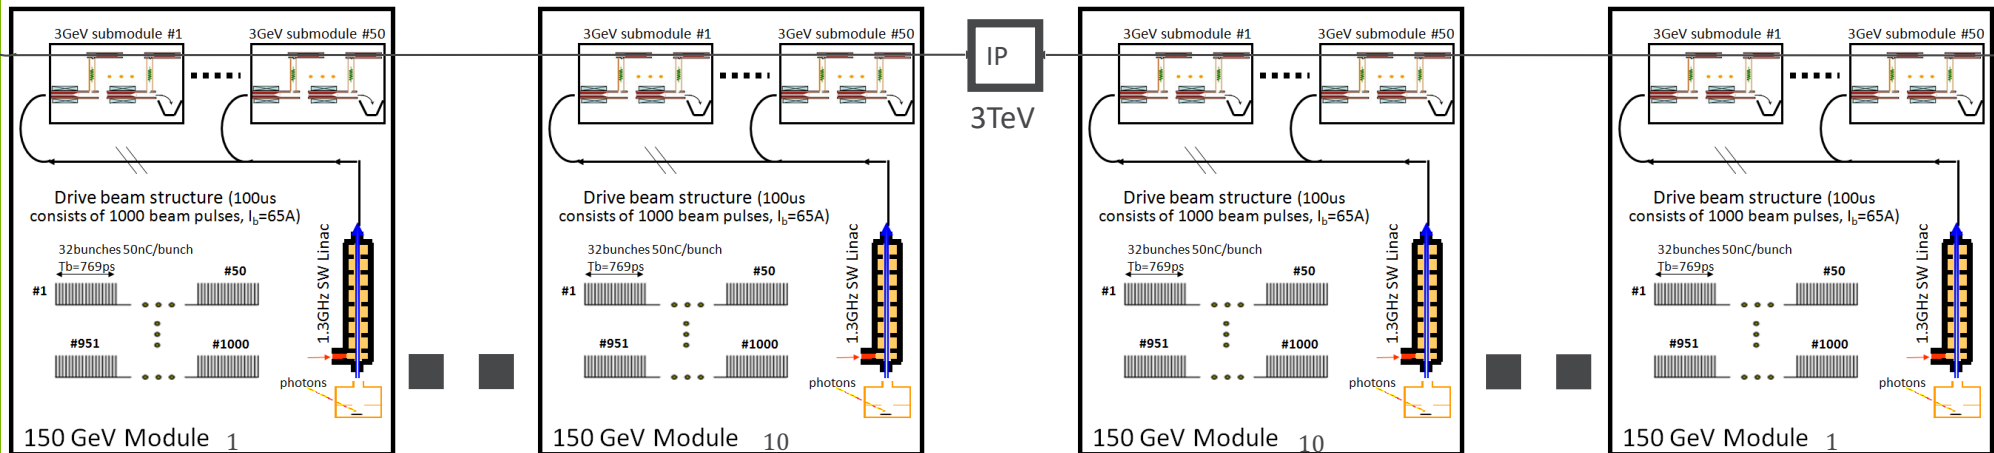 3GeV submodule #1
3GeV submodule #50
Drive beam structure (100us
consists of 1000 beam pulses, Ib=65A)
32bunches 50nC/bunch
Tb=769ps
#50
#1
#951
#1000
1.3GHz SW Linac
photons
150 GeV Module 1
3GeV submodule #1
3GeV submodule #50
Drive beam structure (100us
consists of 1000 beam pulses, Ib=65A)
32bunches 50nC/bunch
Tb=769ps
#50
#1
#951
#1000
1.3GHz SW Linac
photons
150 GeV Module 10
IP
3TeV
3GeV submodule #1
3GeV submodule #50
Drive beam structure (100us
consists of 1000 beam pulses, Ib=65A)
32bunches 50nC/bunch
Tb=769ps
#50
#1
#951
#1000
1.3GHz SW Linac
photons
150 GeV Module 10
3GeV submodule #1
3GeV submodule #50
Drive beam structure (100us
consists of 1000 beam pulses, Ib=65A)
32bunches 50nC/bunch
Tb=769ps
#50
#1
#951
#1000
1.3GHz SW Linac
photons
150 GeV Module 1